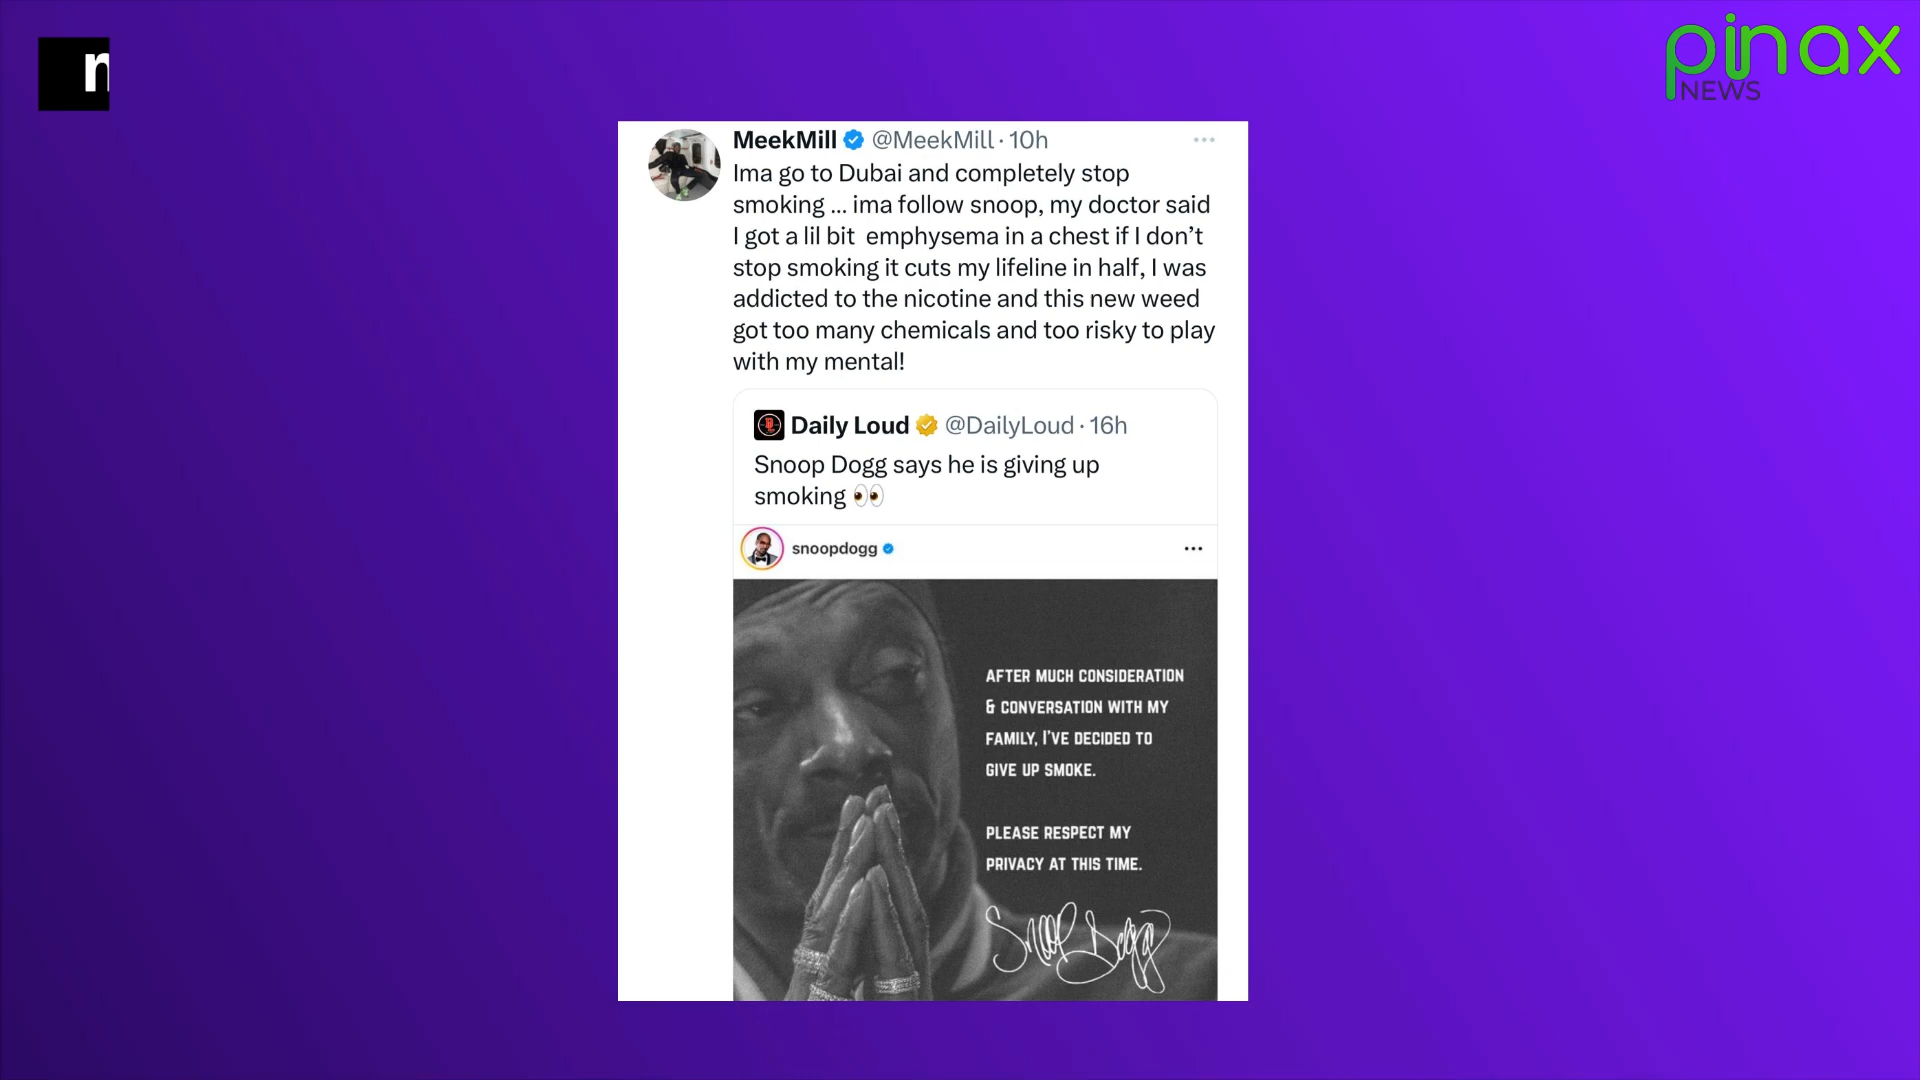 n
pinax
NEWS
MeekMill @MeekMill · 10h
Ima go to Dubai and completely stop
smoking ... ima follow snoop, my doctor said
I got a lil bit  emphysema in a chest if I don’t
stop smoking it cuts my lifeline in half, I was
addicted to the nicotine and this new weed
got too many chemicals and too risky to play
with my mental!
Daily Loud @DailyLoud · 16h
Snoop Dogg says he is giving up
smoking 👀
snoopdogg
AFTER MUCH CONSIDERATION
& CONVERSATION WITH MY
FAMILY, I'VE DECIDED TO
GIVE UP SMOKE.
PLEASE RESPECT MY
PRIVACY AT THIS TIME.
Snoop Dogg